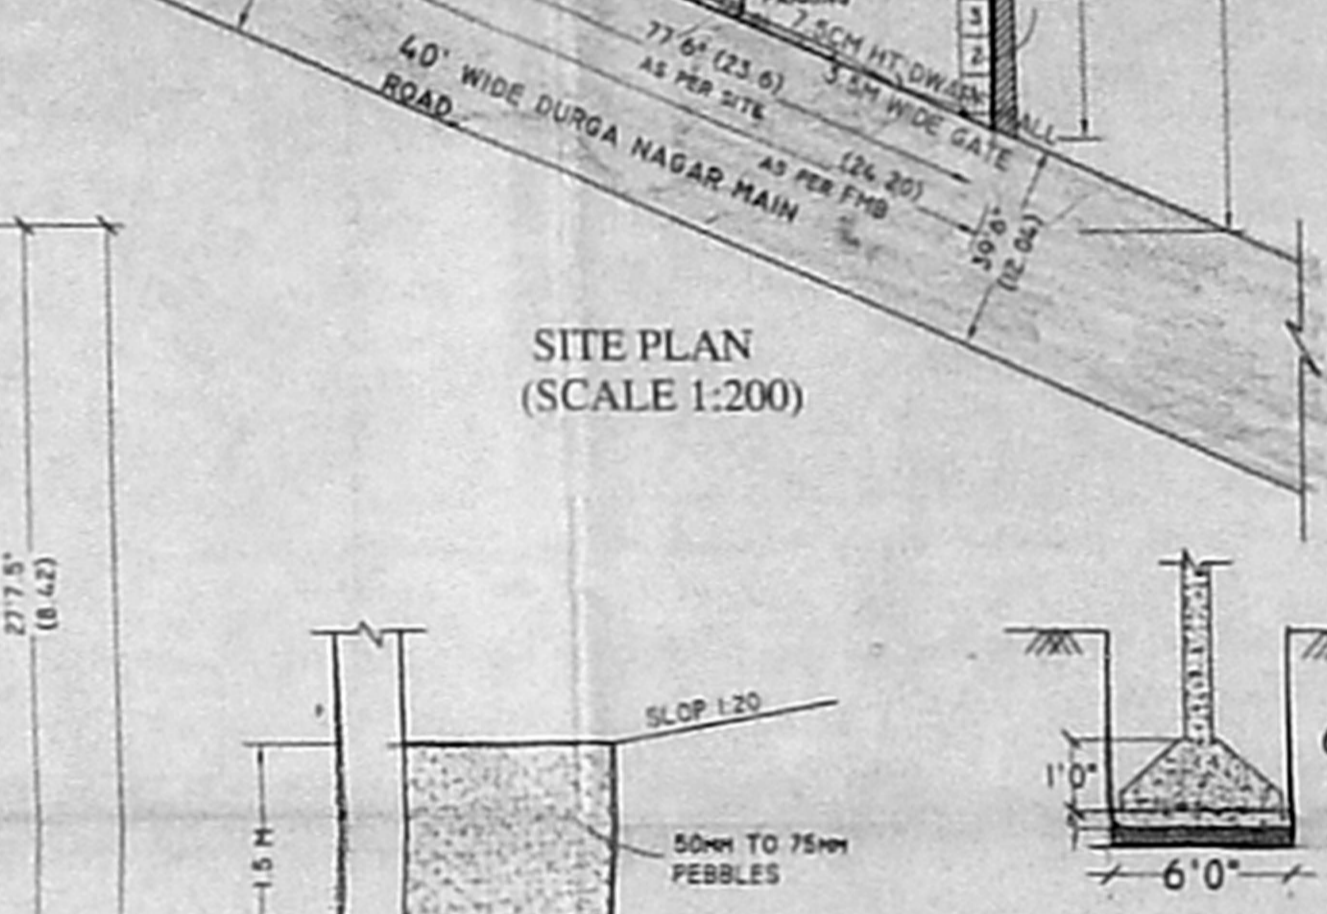 3
2
7.5CM HT. DWARF WALL
3.5M WIDE GATE
77'6" (23.6)
AS PER SITE
(24.20)
AS PER FMB
40' WIDE DURGA NAGAR MAIN
ROAD
(12.04)
SITE PLAN
(SCALE 1:200)
27'7.5"
(8.42)
SLOP 1:20
1.5 M
50MM TO 75MM
PEBBLES
1'0"
6'0"